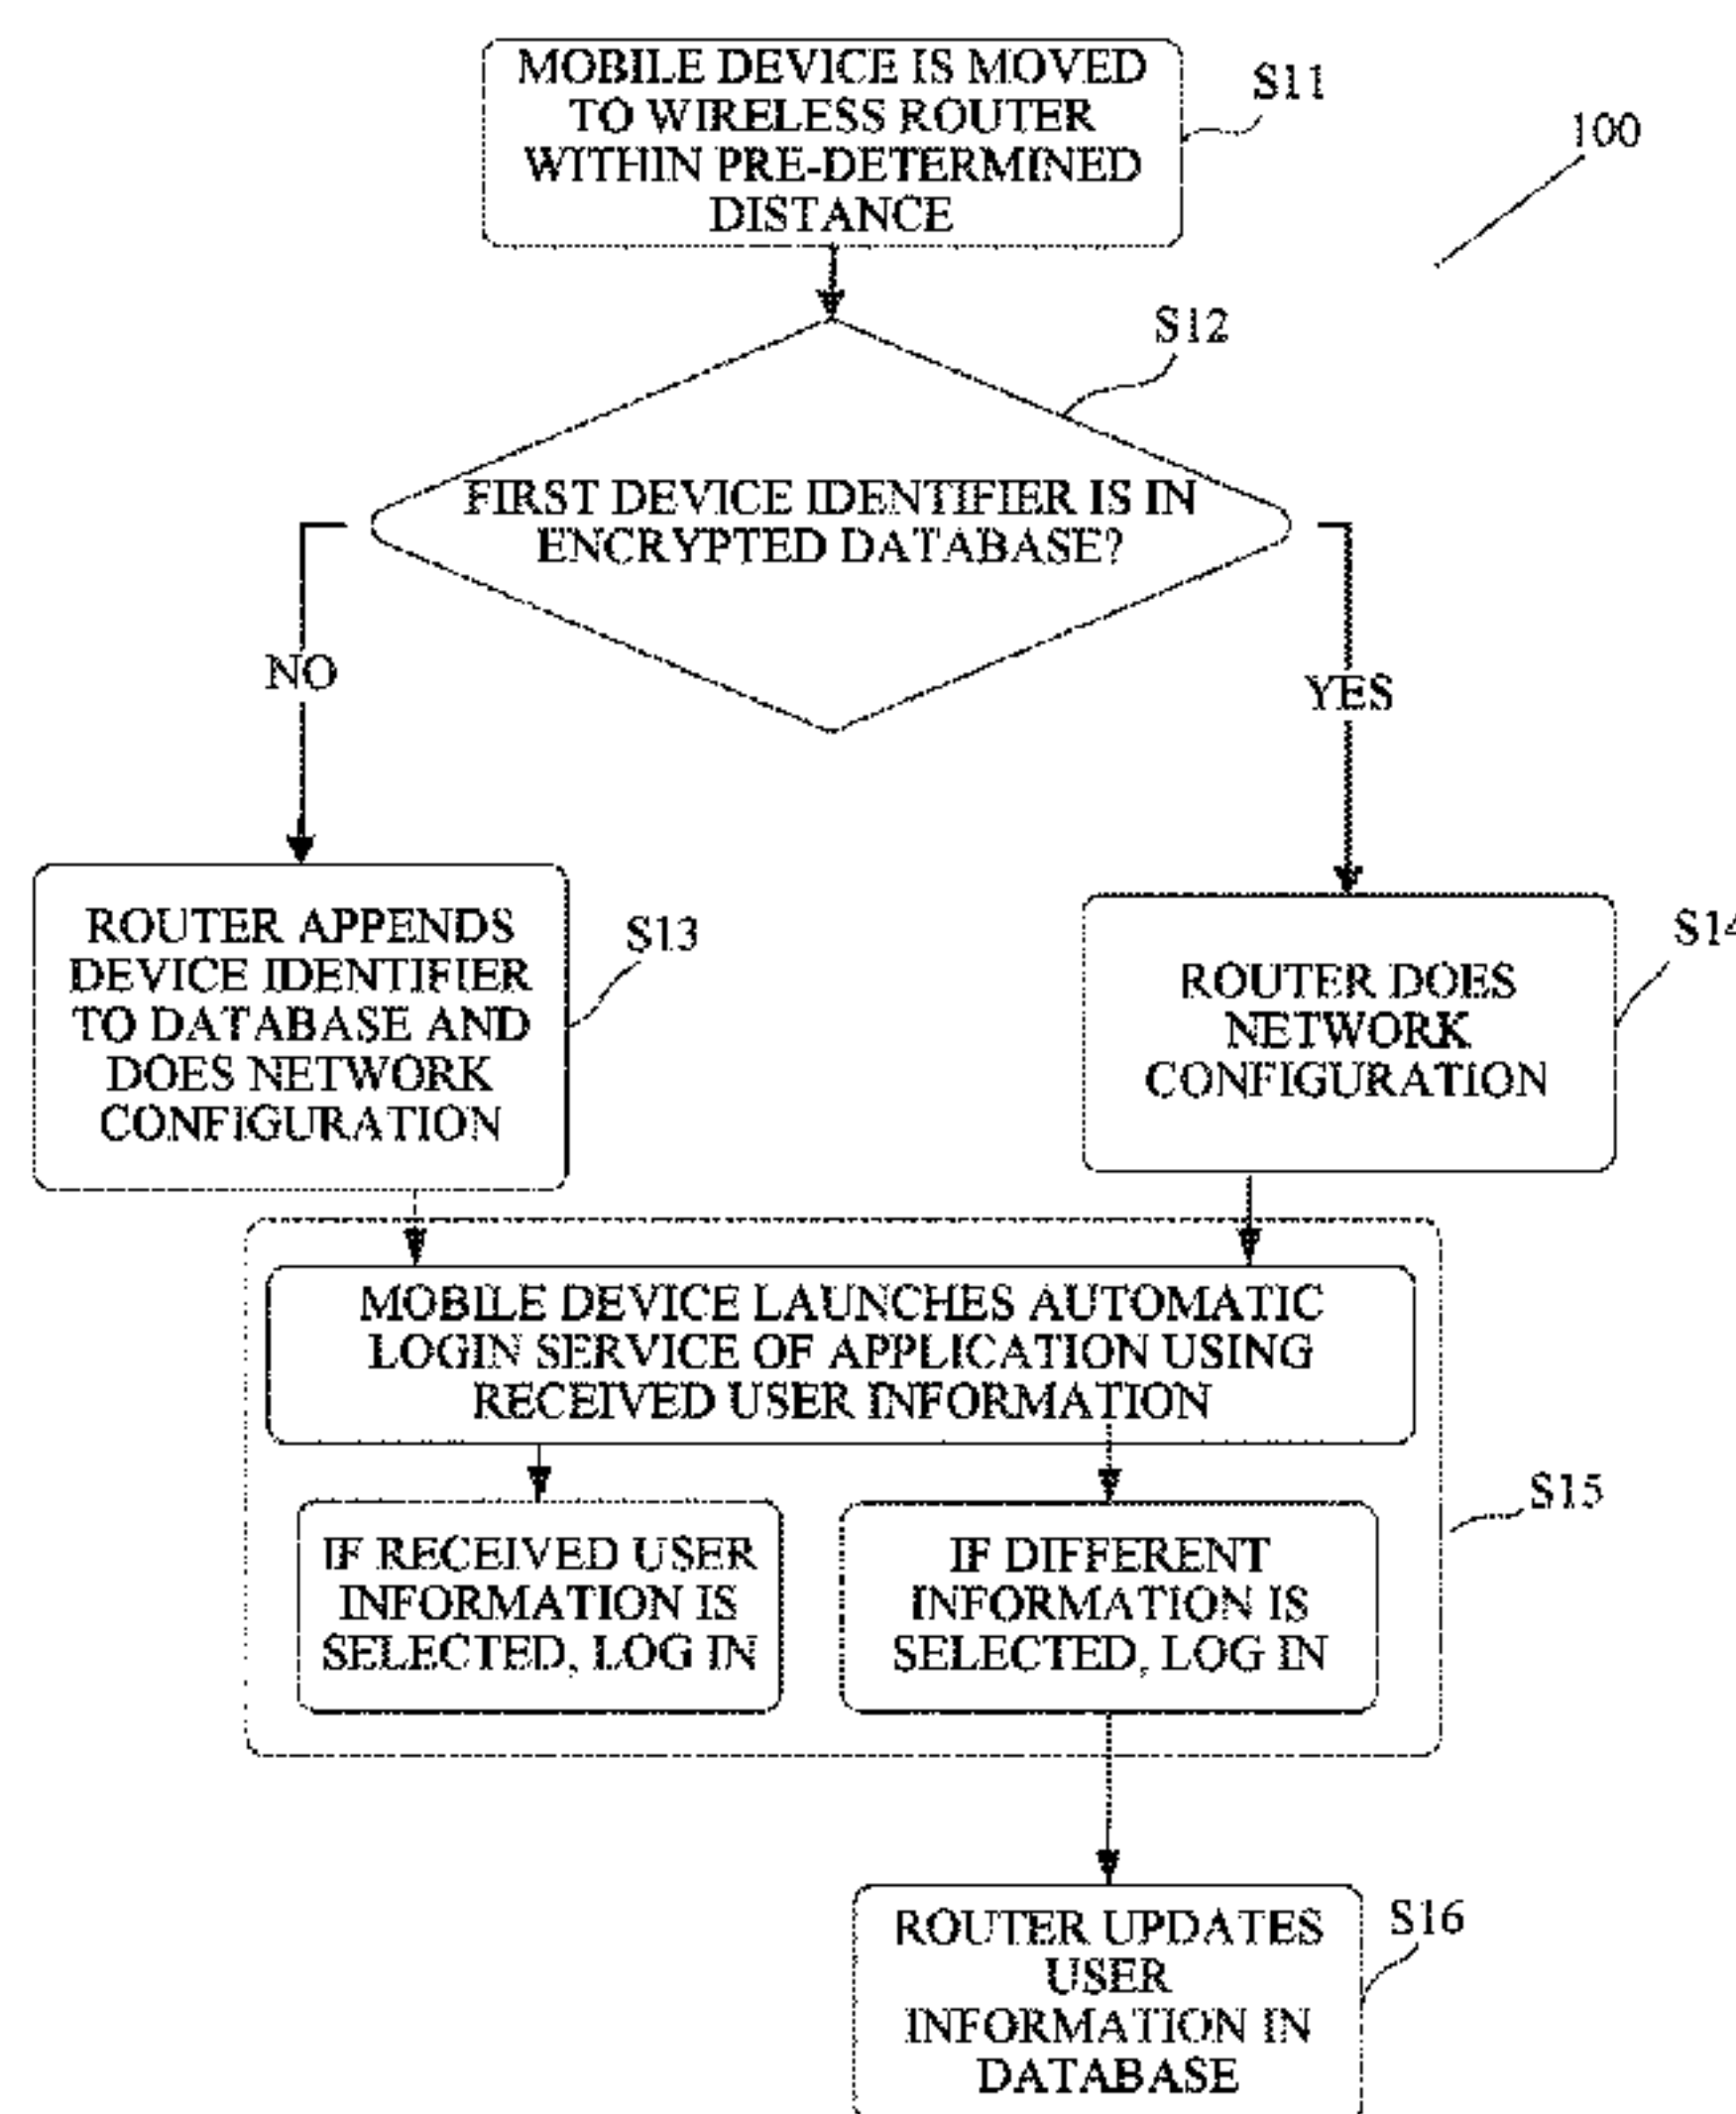 MOBILE DEVICE IS MOVED
TO WIRELESS ROUTER
WITHIN PRE-DETERMINED
DISTANCE
S11
100
S12
FIRST DEVICE IDENTIFIER IS IN
ENCRYPTED DATABASE?
NO
YES
ROUTER APPENDS
DEVICE IDENTIFIER
TO DATABASE AND
DOES NETWORK
CONFIGURATION
S13
ROUTER DOES
NETWORK
CONFIGURATION
S14
MOBILE DEVICE LAUNCHES AUTOMATIC
LOGIN SERVICE OF APPLICATION USING
RECEIVED USER INFORMATION
IF RECEIVED USER
INFORMATION IS
SELECTED, LOG IN
IF DIFFERENT
INFORMATION IS
SELECTED, LOG IN
S15
ROUTER UPDATES
USER
INFORMATION IN
DATABASE
S16